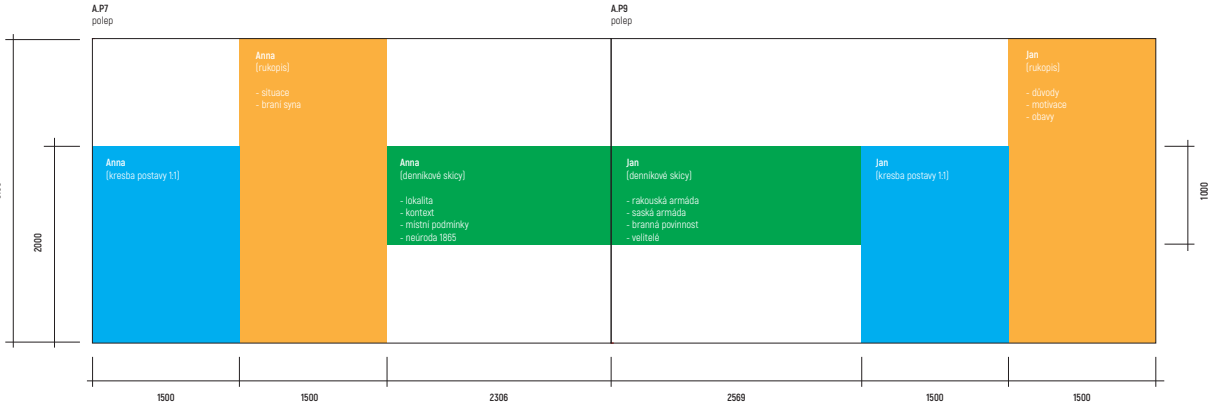 A.P7
polep
A.P9
polep
Anna
(rukopis)
- situace
- braní syna
Jan
(rukopis)
- důvody
- motivace
- obavy
Anna
(kresba postavy 1:1)
Anna
(denníkové skicy)
- lokalita
- kontext
- místní podmínky
- neúroda 1865
Jan
(denníkové skicy)
- rakouská armáda
- saská armáda
- branná povinnost
- velitelé
Jan
(kresba postavy 1:1)
2000
1000
1500
1500
2306
2569
1500
1500